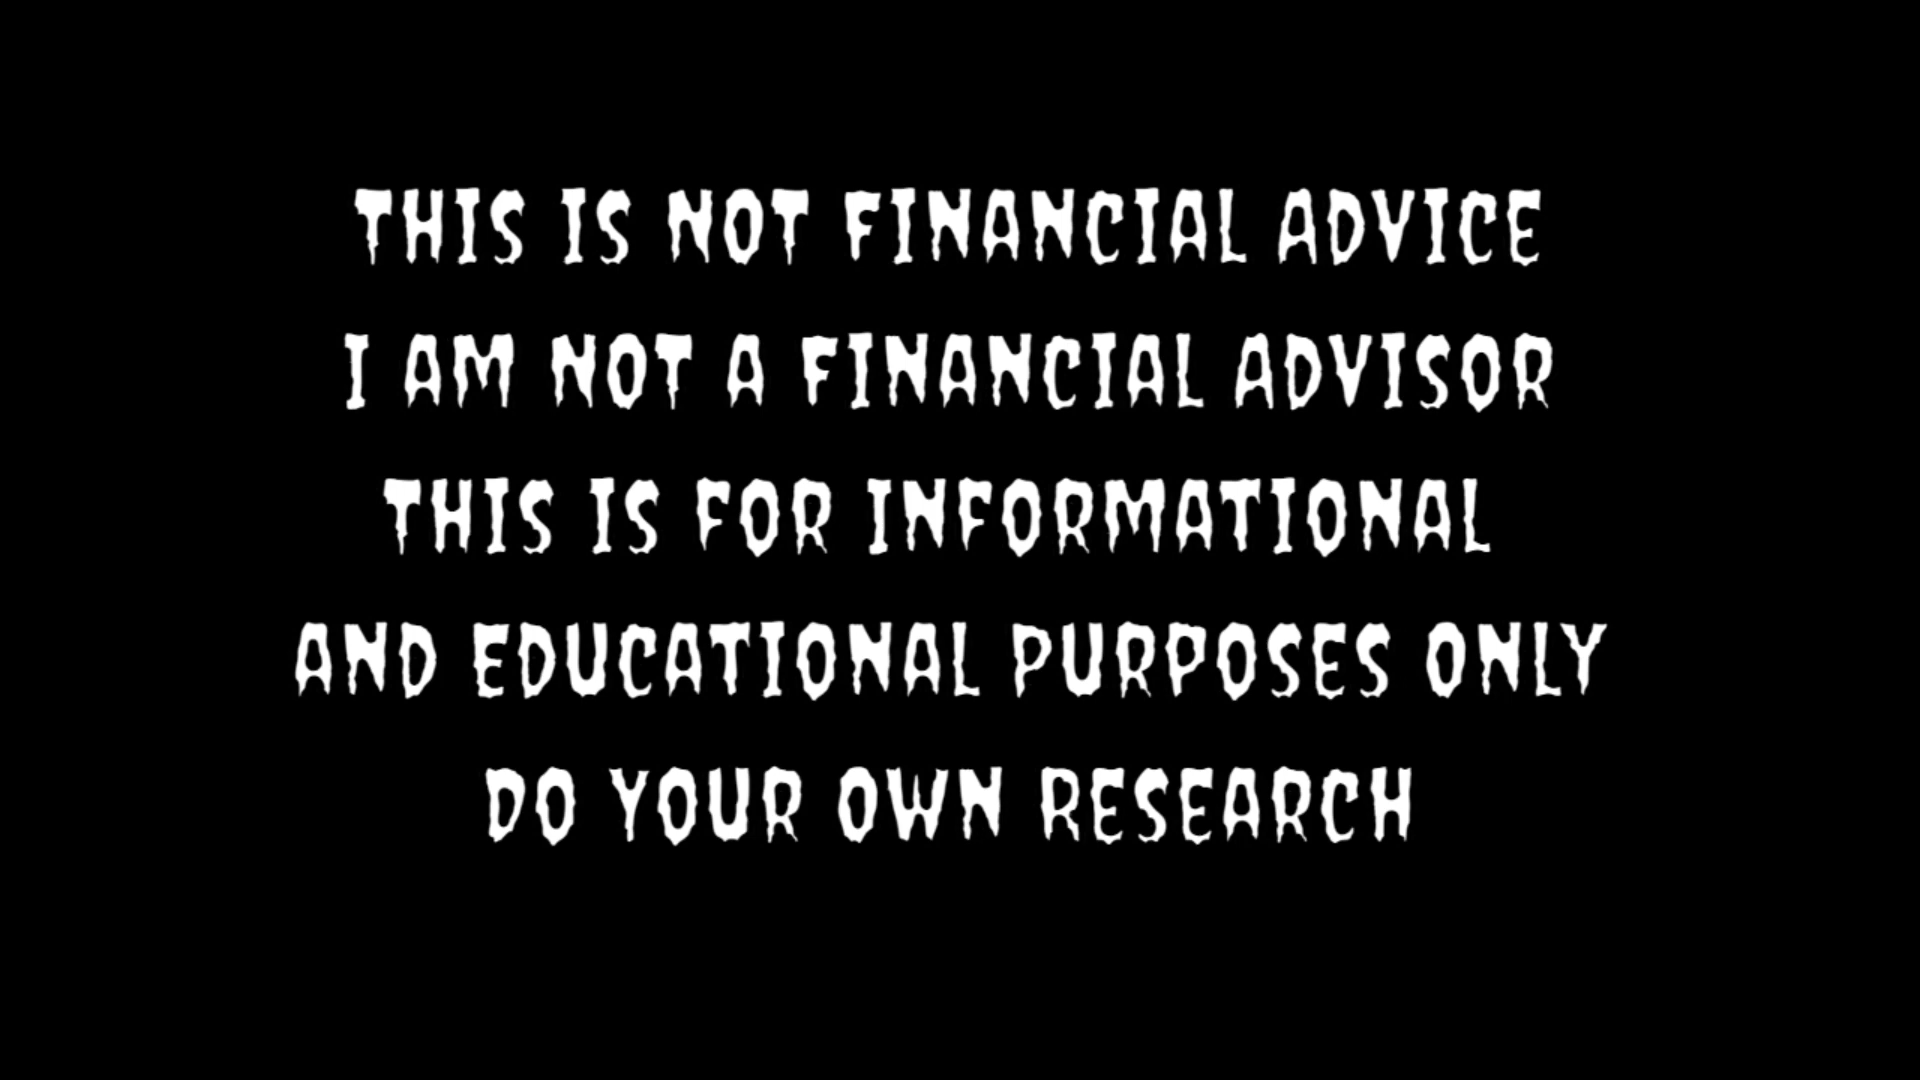 THIS IS NOT FINANCIAL ADVICE
I AM NOT A FINANCIAL ADVISOR
THIS IS FOR INFORMATIONAL
AND EDUCATIONAL PURPOSES ONLY
DO YOUR OWN RESEARCH